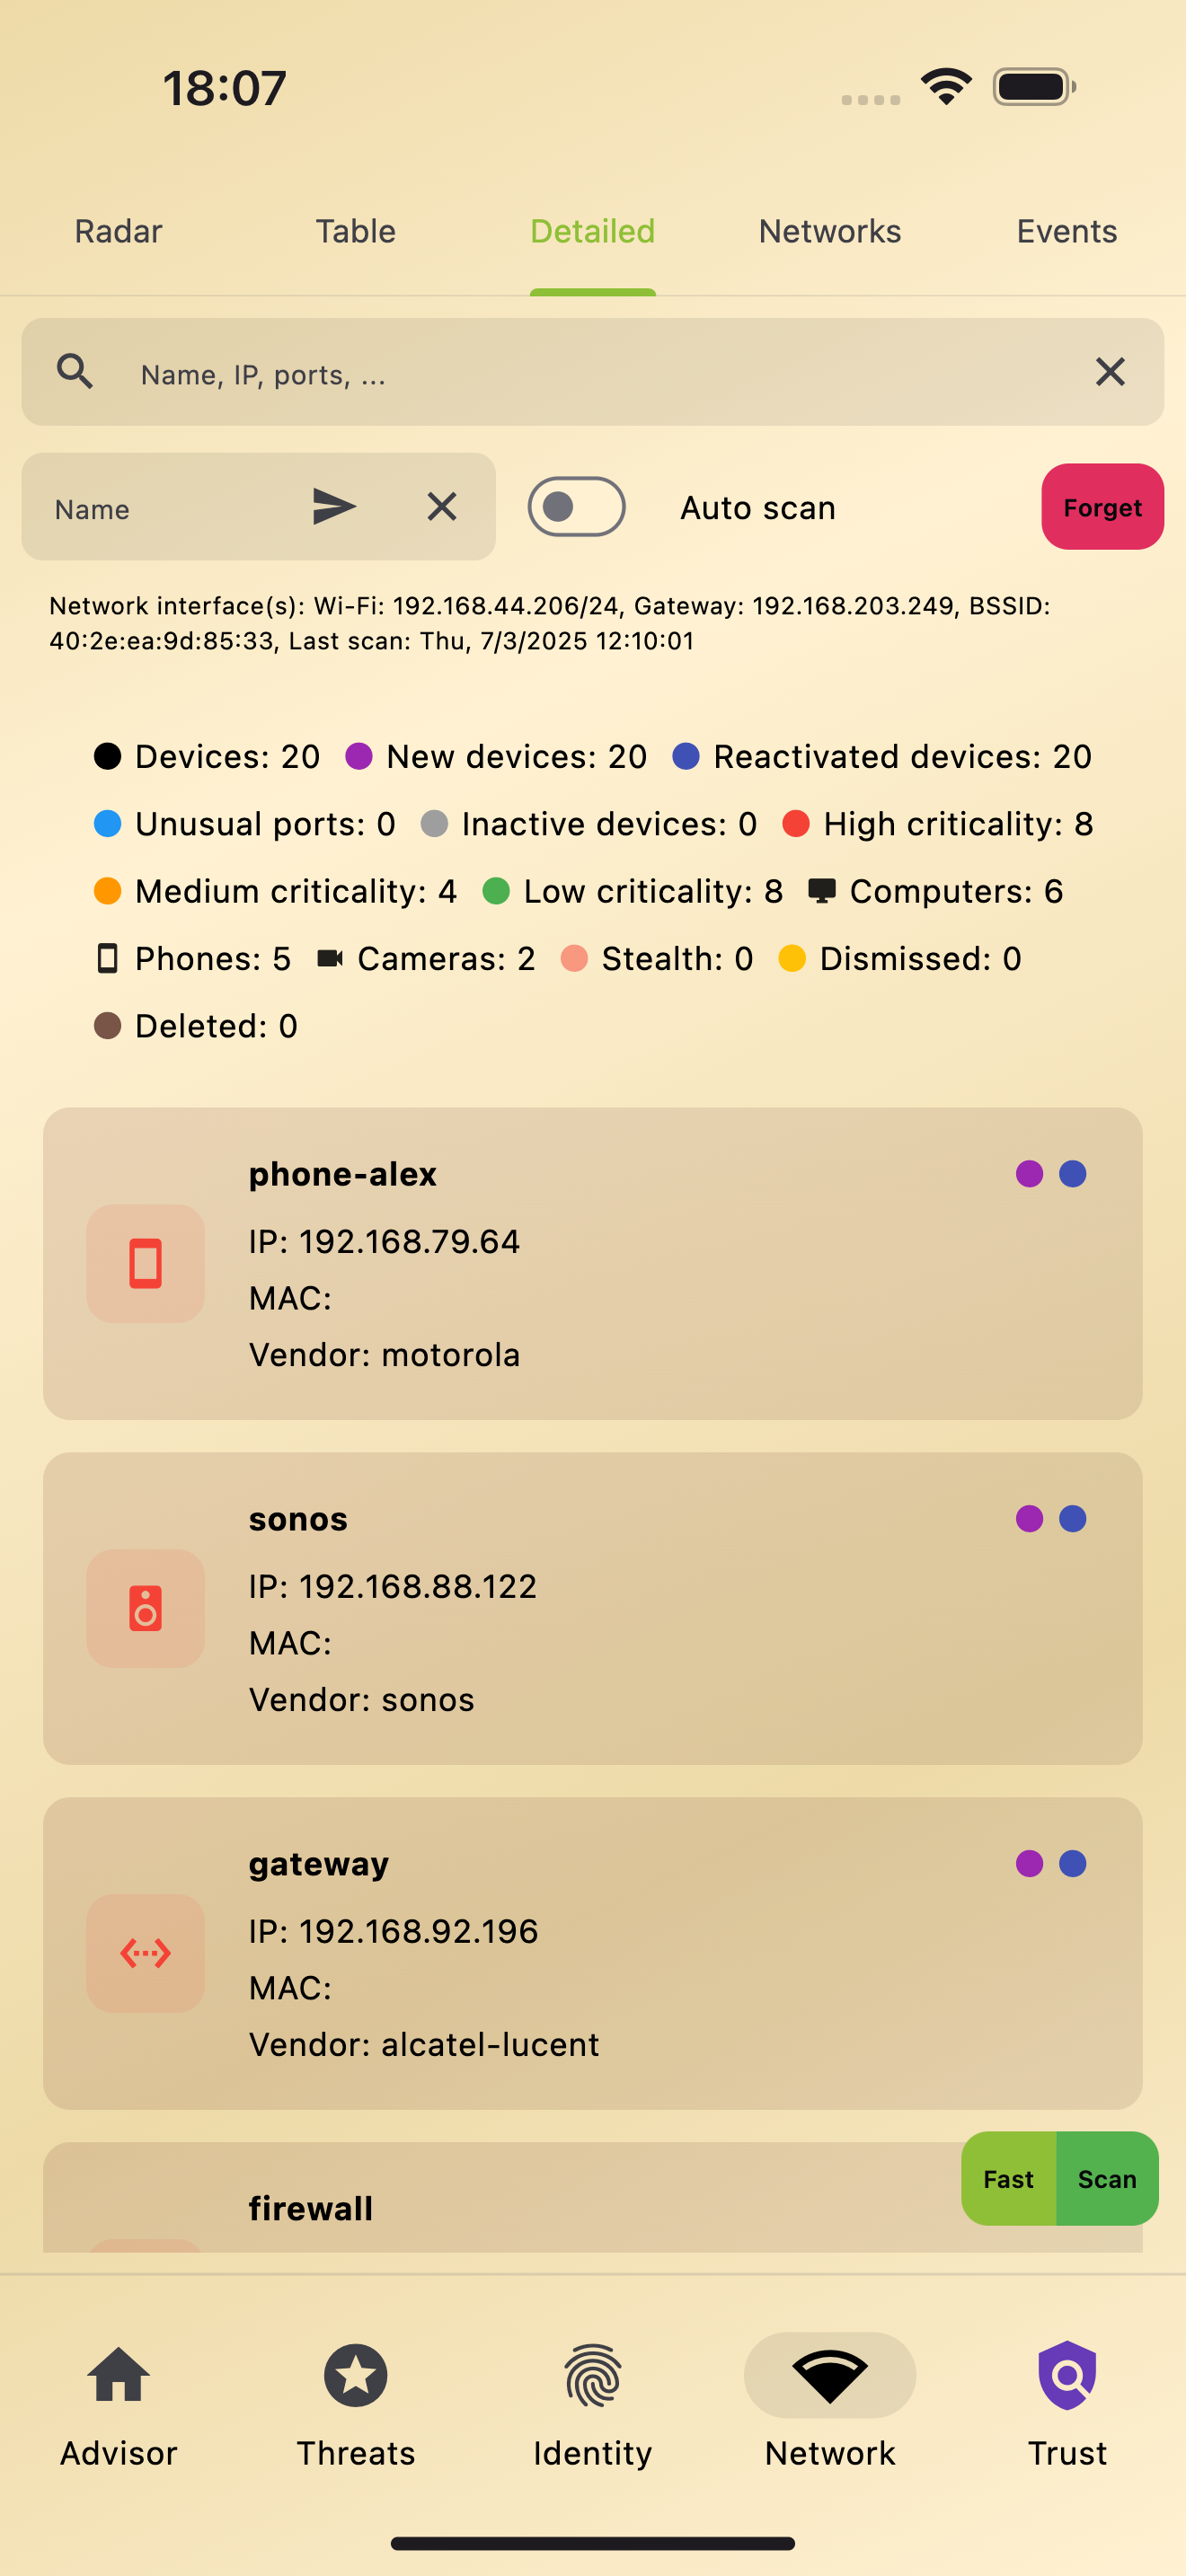 18:07
Radar Table Detailed Networks Events
Name, IP, ports, ...
Name Auto scan Forget
Network interface(s): Wi-Fi: 192.168.44.206/24, Gateway: 192.168.203.249, BSSID:
40:2e:ea:9d:85:33, Last scan: Thu, 7/3/2025 12:10:01
Devices: 20 New devices: 20 Reactivated devices: 20
Unusual ports: 0 Inactive devices: 0 High criticality: 8
Medium criticality: 4 Low criticality: 8 Computers: 6
Phones: 5 Cameras: 2 Stealth: 0 Dismissed: 0
Deleted: 0
phone-alex
IP: 192.168.79.64
MAC:
Vendor: motorola
sonos
IP: 192.168.88.122
MAC:
Vendor: sonos
gateway
IP: 192.168.92.196
MAC:
Vendor: alcatel-lucent
firewall
Fast Scan
Advisor Threats Identity Network Trust